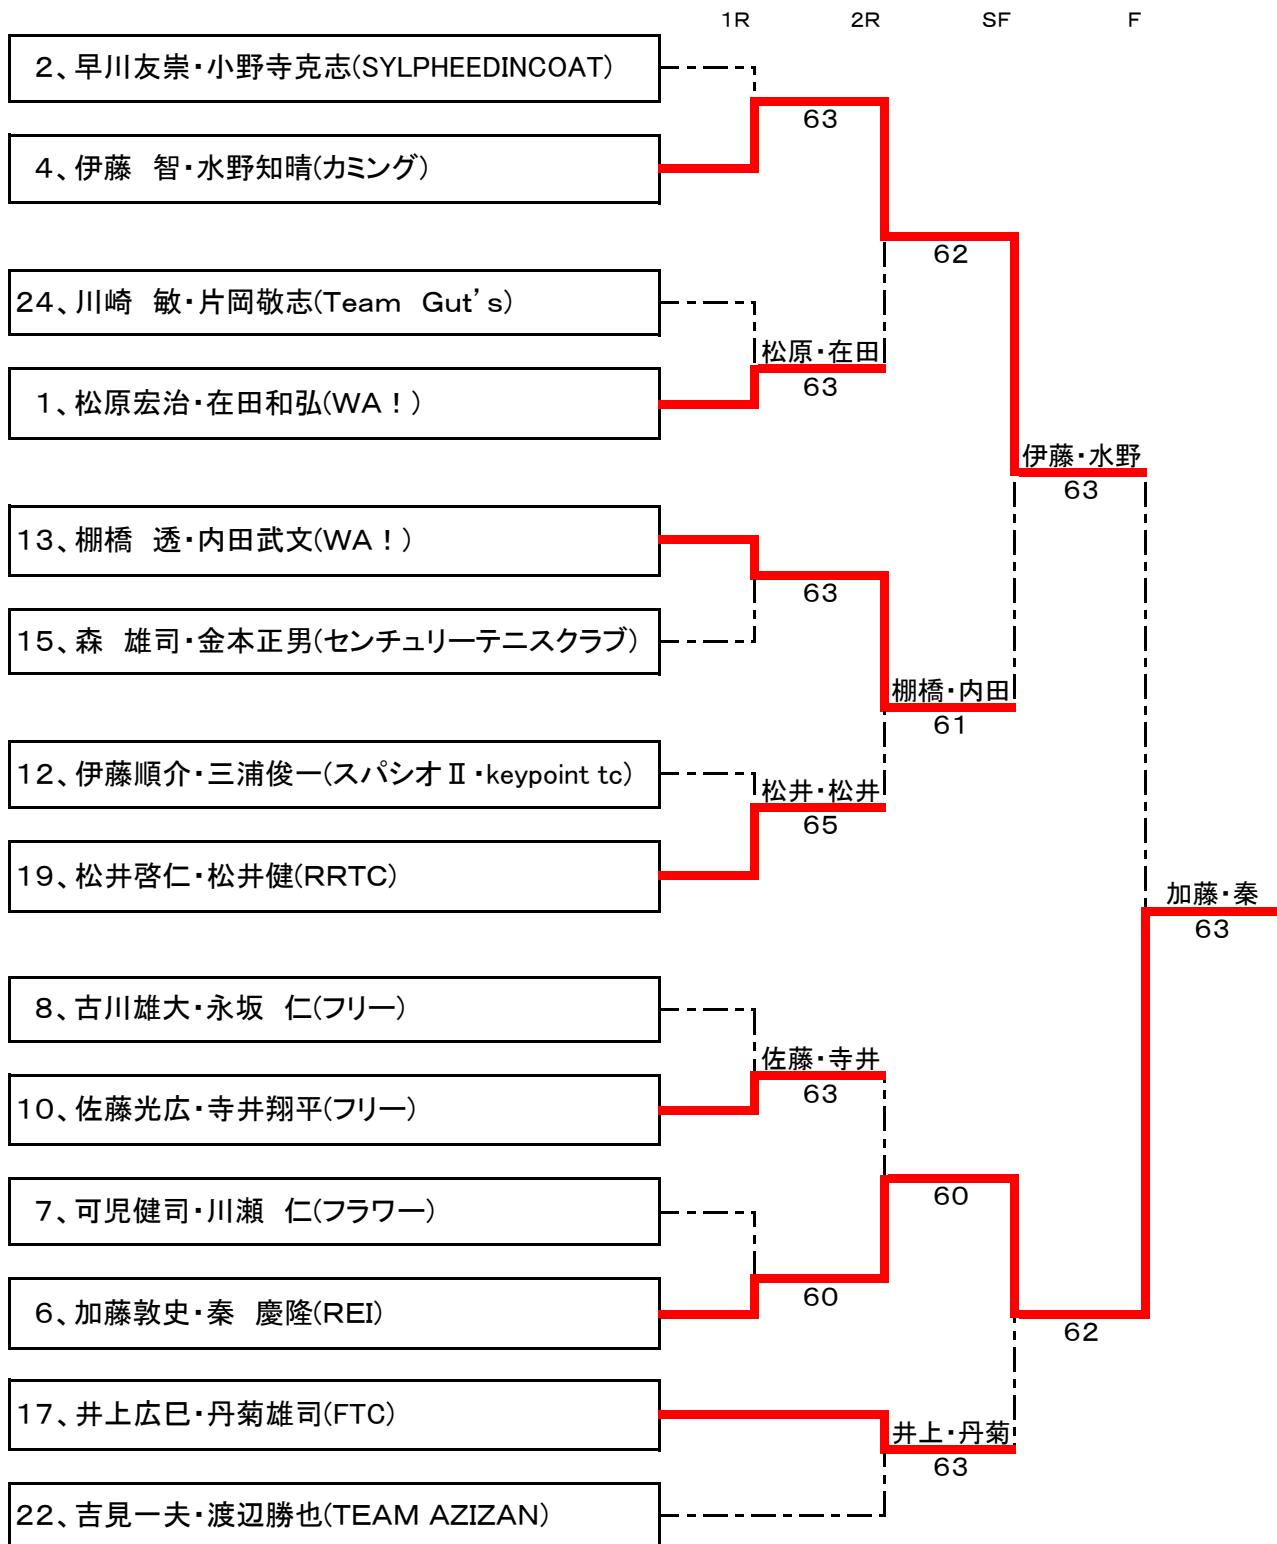 1R 2R SF F
2、早川友崇・小野寺克志(SYLPHEEDINCOAT)
63
4、伊藤　智・水野知晴(カミング)
62
24、川崎　敏・片岡敬志(Team　Gut’s)
松原・在田
63
1、松原宏治・在田和弘(WA！)
伊藤・水野
63
13、棚橋　透・内田武文(WA！)
63
15、森　雄司・金本正男(センチュリーテニスクラブ)
棚橋・内田
61
12、伊藤順介・三浦俊一(スパシオⅡ・keypoint tc)
松井・松井
65
19、松井啓仁・松井健(RRTC)
加藤・秦
63
8、古川雄大・永坂　仁(フリー)
佐藤・寺井
63
10、佐藤光広・寺井翔平(フリー)
60
7、可児健司・川瀬　仁(フラワー)
60
6、加藤敦史・秦　慶隆(REI)
62
17、井上広巳・丹菊雄司(FTC)
井上・丹菊
63
22、吉見一夫・渡辺勝也(TEAM AZIZAN)